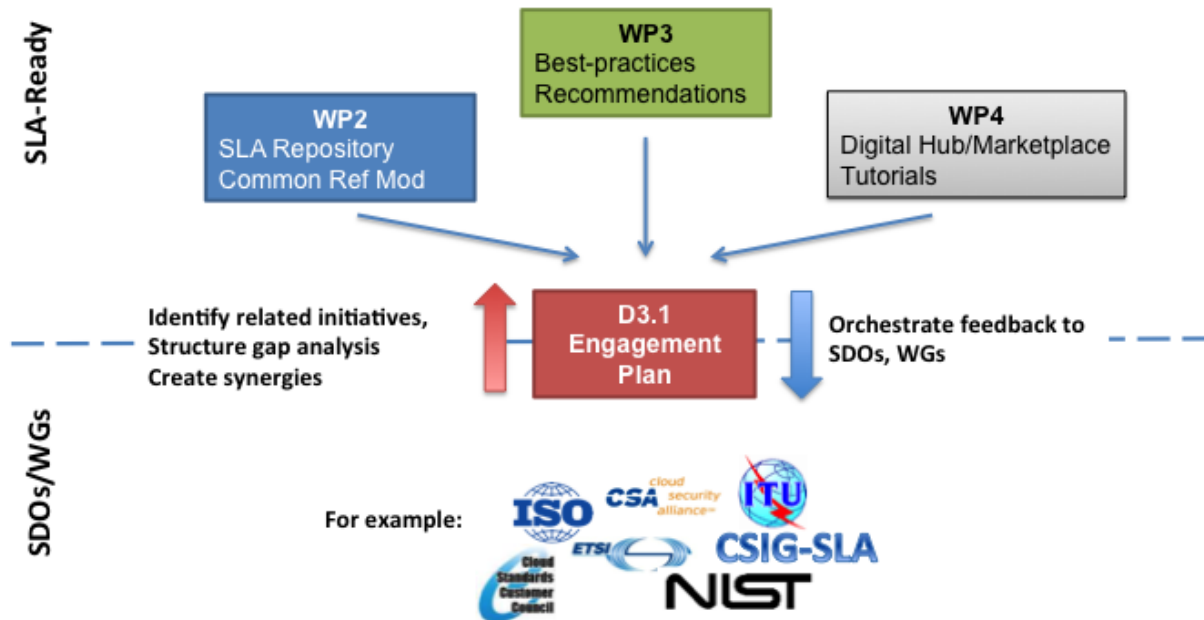 SLA-Ready
WP3
Best-practices
Recommendations
WP2
SLA Repository
Common Ref Mod
WP4
Digital Hub/Marketplace
Tutorials
Identify related initiatives,
Structure gap analysis
Create synergies
D3.1
Engagement
Plan
Orchestrate feedback to
SDOs, WGs
SDOs/WGs
For example:
ISO
CSA cloud
security
alliance™
ITU
ETSI
CSIG-SLA
Cloud
Standards
Customer
Council
NIST